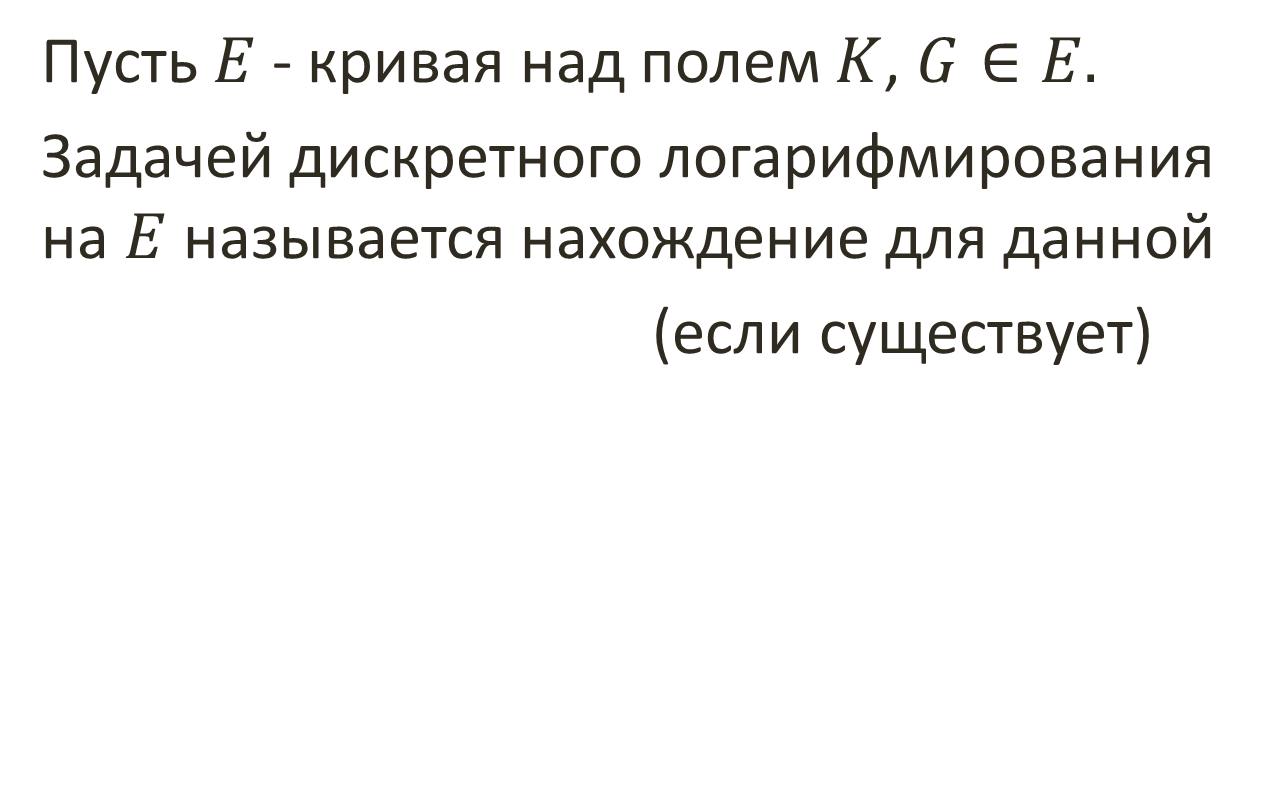 Пусть E - кривая над полем K, G ∈ E.
Задачей дискретного логарифмирования
на E называется нахождение для данной
(если существует)